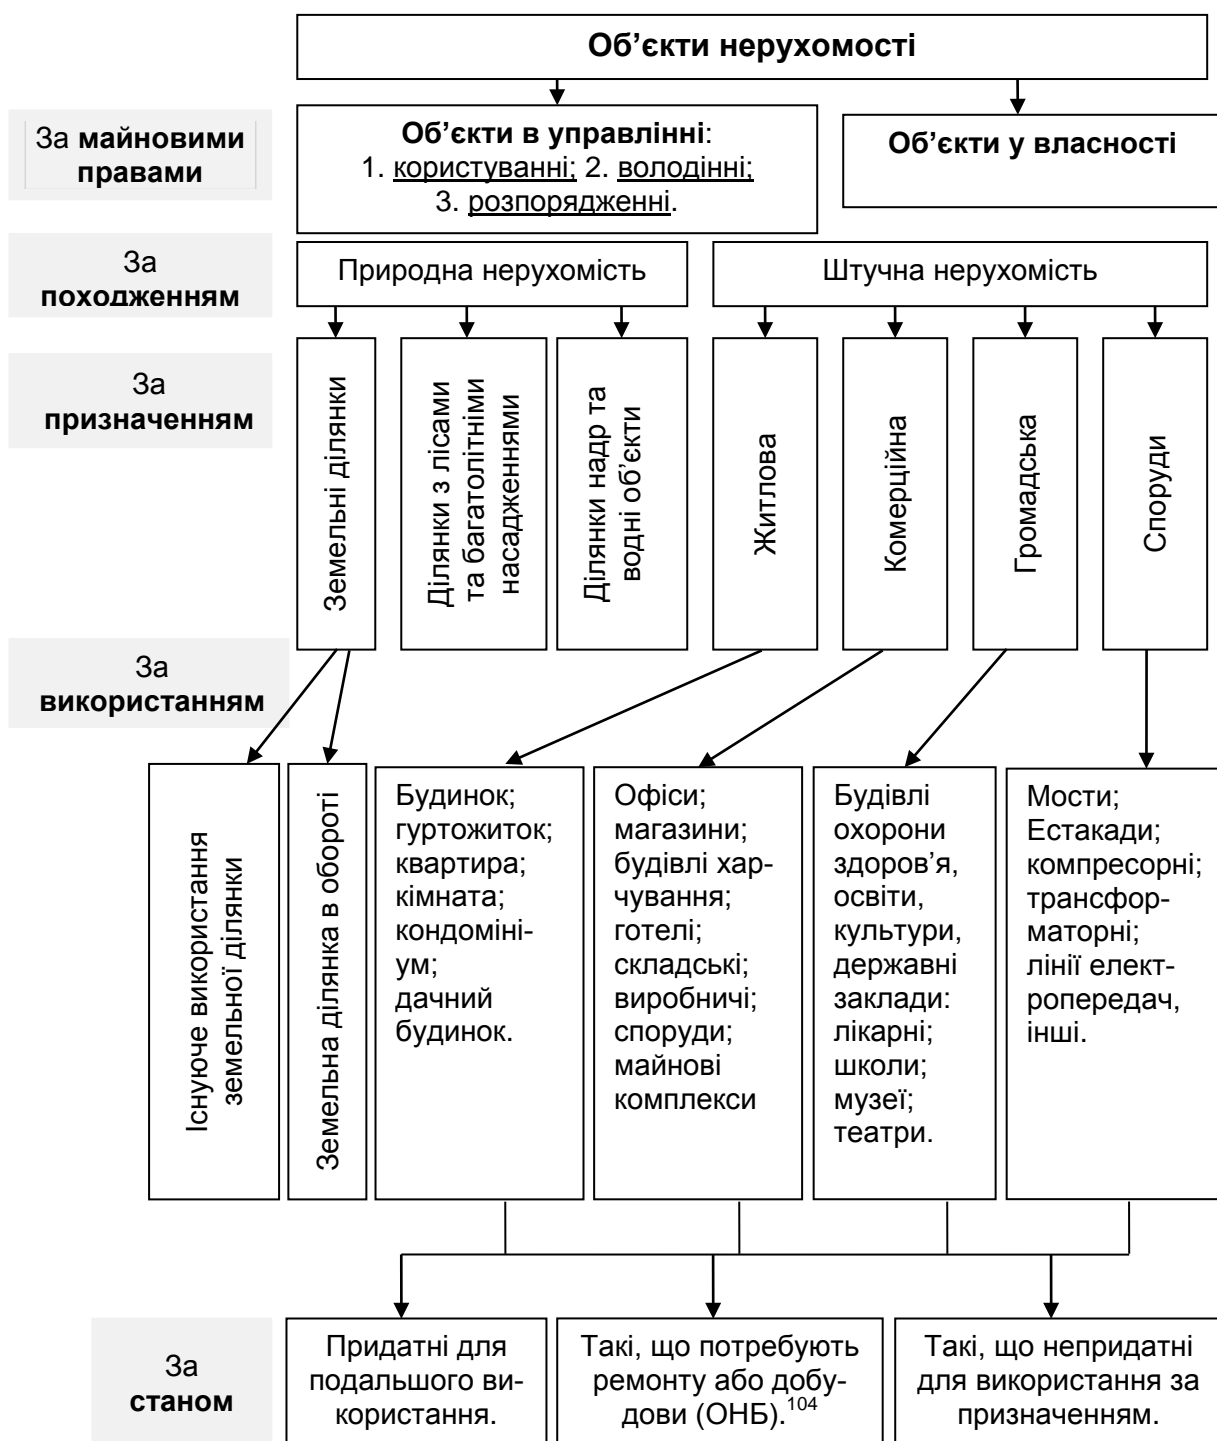 Об’єкти нерухомості
За майновими
правами
Об’єкти в управлінні:
1. користуванні; 2. володінні;
3. розпорядженні.
Об’єкти у власності
За
походженням
Природна нерухомість
Штучна нерухомість
За
призначенням
Земельні ділянки
Ділянки з лісами
та багатолітніми
насадженнями
Ділянки надр та
водні об’єкти
Житлова
Комерційна
Громадська
Споруди
За
використанням
Існуюче використання
земельної ділянки
Земельна ділянка в обороті
Будинок;
гуртожиток;
квартира;
кімната;
кондоміні-
ум;
дачний
будинок.
Офіси;
магазини;
будівлі хар-
чування;
готелі;
складські;
виробничі;
споруди;
майнові
комплекси
Будівлі
охорони
здоров’я,
освіти,
культури,
державні
заклади:
лікарні;
школи;
музеї;
театри.
Мости;
Естакади;
компресорні;
трансфор-
маторні;
лінії елект-
ропередач,
інші.
За
станом
Придатні для
подальшого ви-
користання.
Такі, що потребують
ремонту або добу-
дови (ОНБ).104
Такі, що непридатні
для використання за
призначенням.